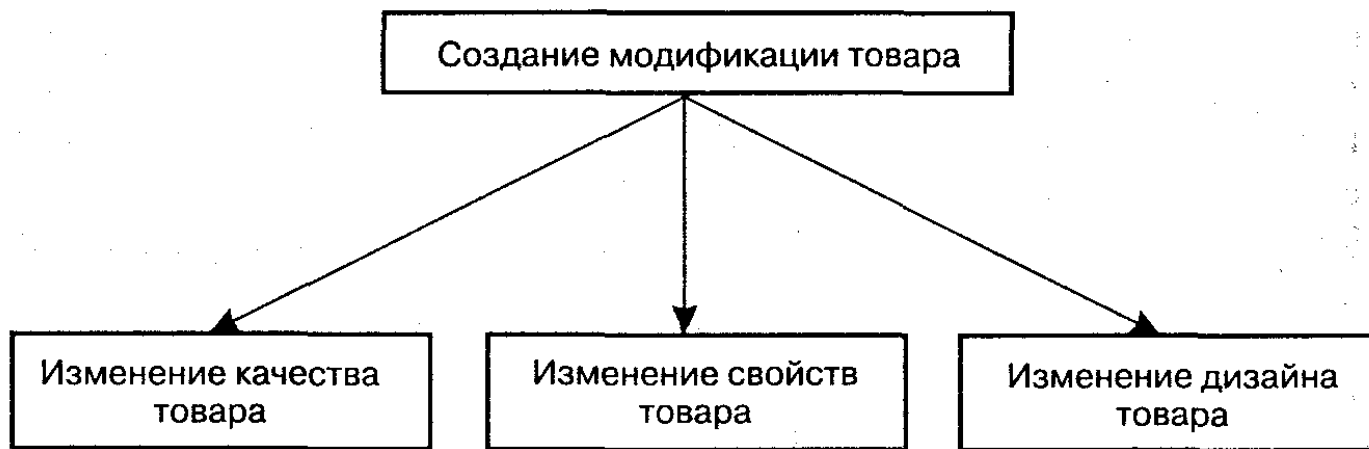 Создание модификации товара
Изменение качества
товара
Изменение свойств
товара
Изменение дизайна
товара